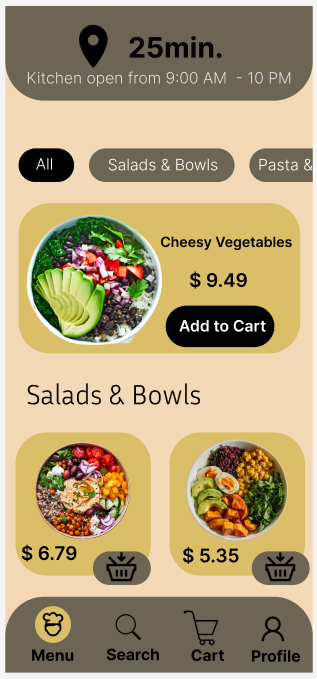 25min.
Kitchen open from 9:00 AM - 10 PM
All
Salads & Bowls
Pasta &
Cheesy Vegetables
$ 9.49
Add to Cart
Salads & Bowls
$ 6.79
$ 5.35
Menu
Search
Cart
Profile